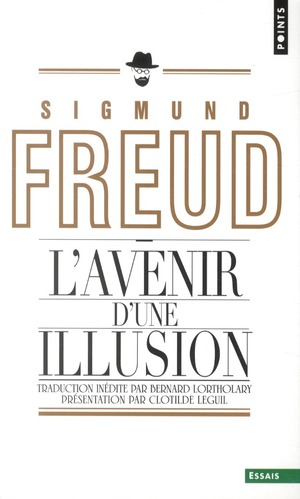 POINTS
SIGMUND
FREUD
L'AVENIR
D'UNE
ILLUSION
TRADUCTION INÉDITE PAR BERNARD LORTHOLARY
PRÉSENTATION PAR CLOTILDE LEGUIL
ESSAIS